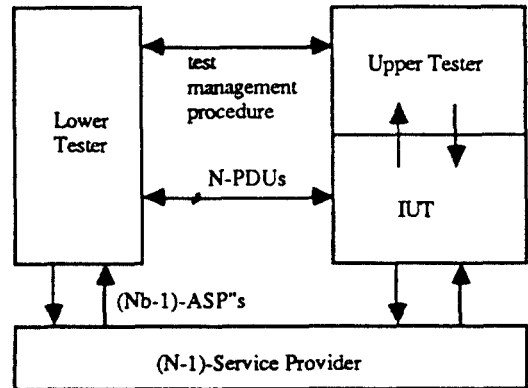 test
management
procedure
Upper Tester
Lower
Tester
N-PDUs
IUT
(Nb-1)-ASP"s
(N-1)-Service Provider